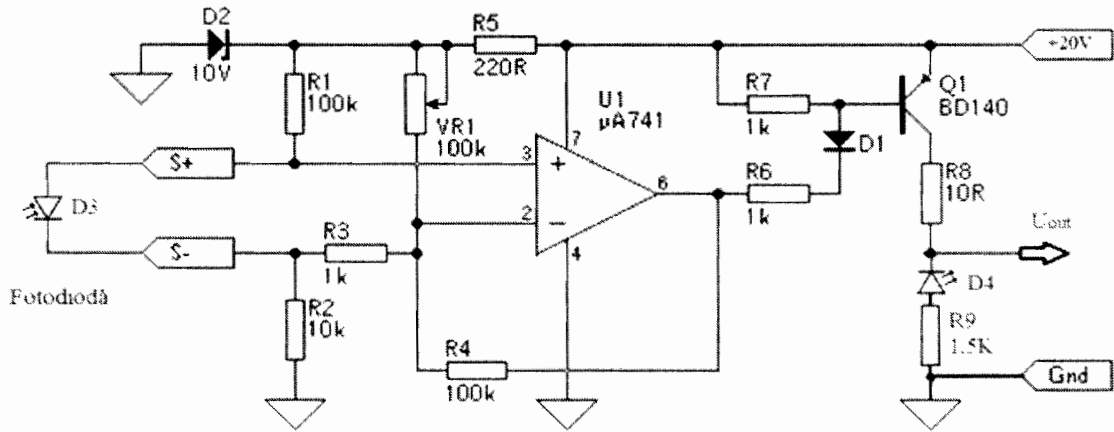 D2
10V
R5
220R
+20V
R1
100k
VR1
100k
U1
µA741
R7
1k
Q1
BD140
D1
S+
3
7
+
6
R6
1k
R8
10R
D3
2
−
4
Uout
S-
R3
1k
D4
Fotodiodă
R2
10k
R4
100k
R9
1.5K
Gnd